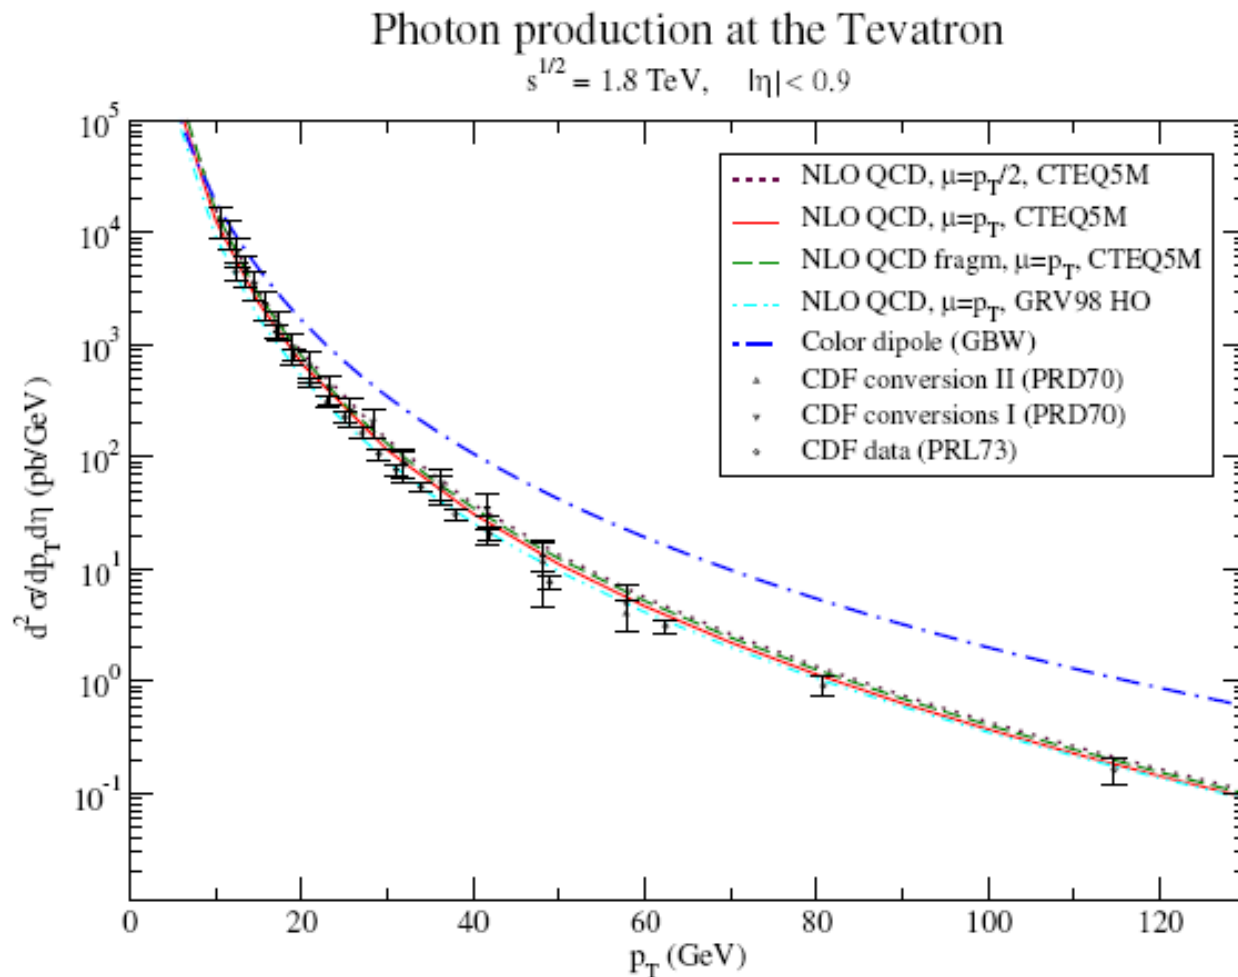 Photon production at the Tevatron
s^1/2 = 1.8 TeV, |η| < 0.9
10^5
10^4
10^3
10^2
10^1
10^0
10^-1
d^2 σ/dp_T dη (pb/GeV)
NLO QCD, μ=p_T/2, CTEQ5M
NLO QCD, μ=p_T, CTEQ5M
NLO QCD fragm, μ=p_T, CTEQ5M
NLO QCD, μ=p_T, GRV98 HO
Color dipole (GBW)
CDF conversion II (PRD70)
CDF conversions I (PRD70)
CDF data (PRL73)
0 20 40 60 80 100 120
p_T (GeV)